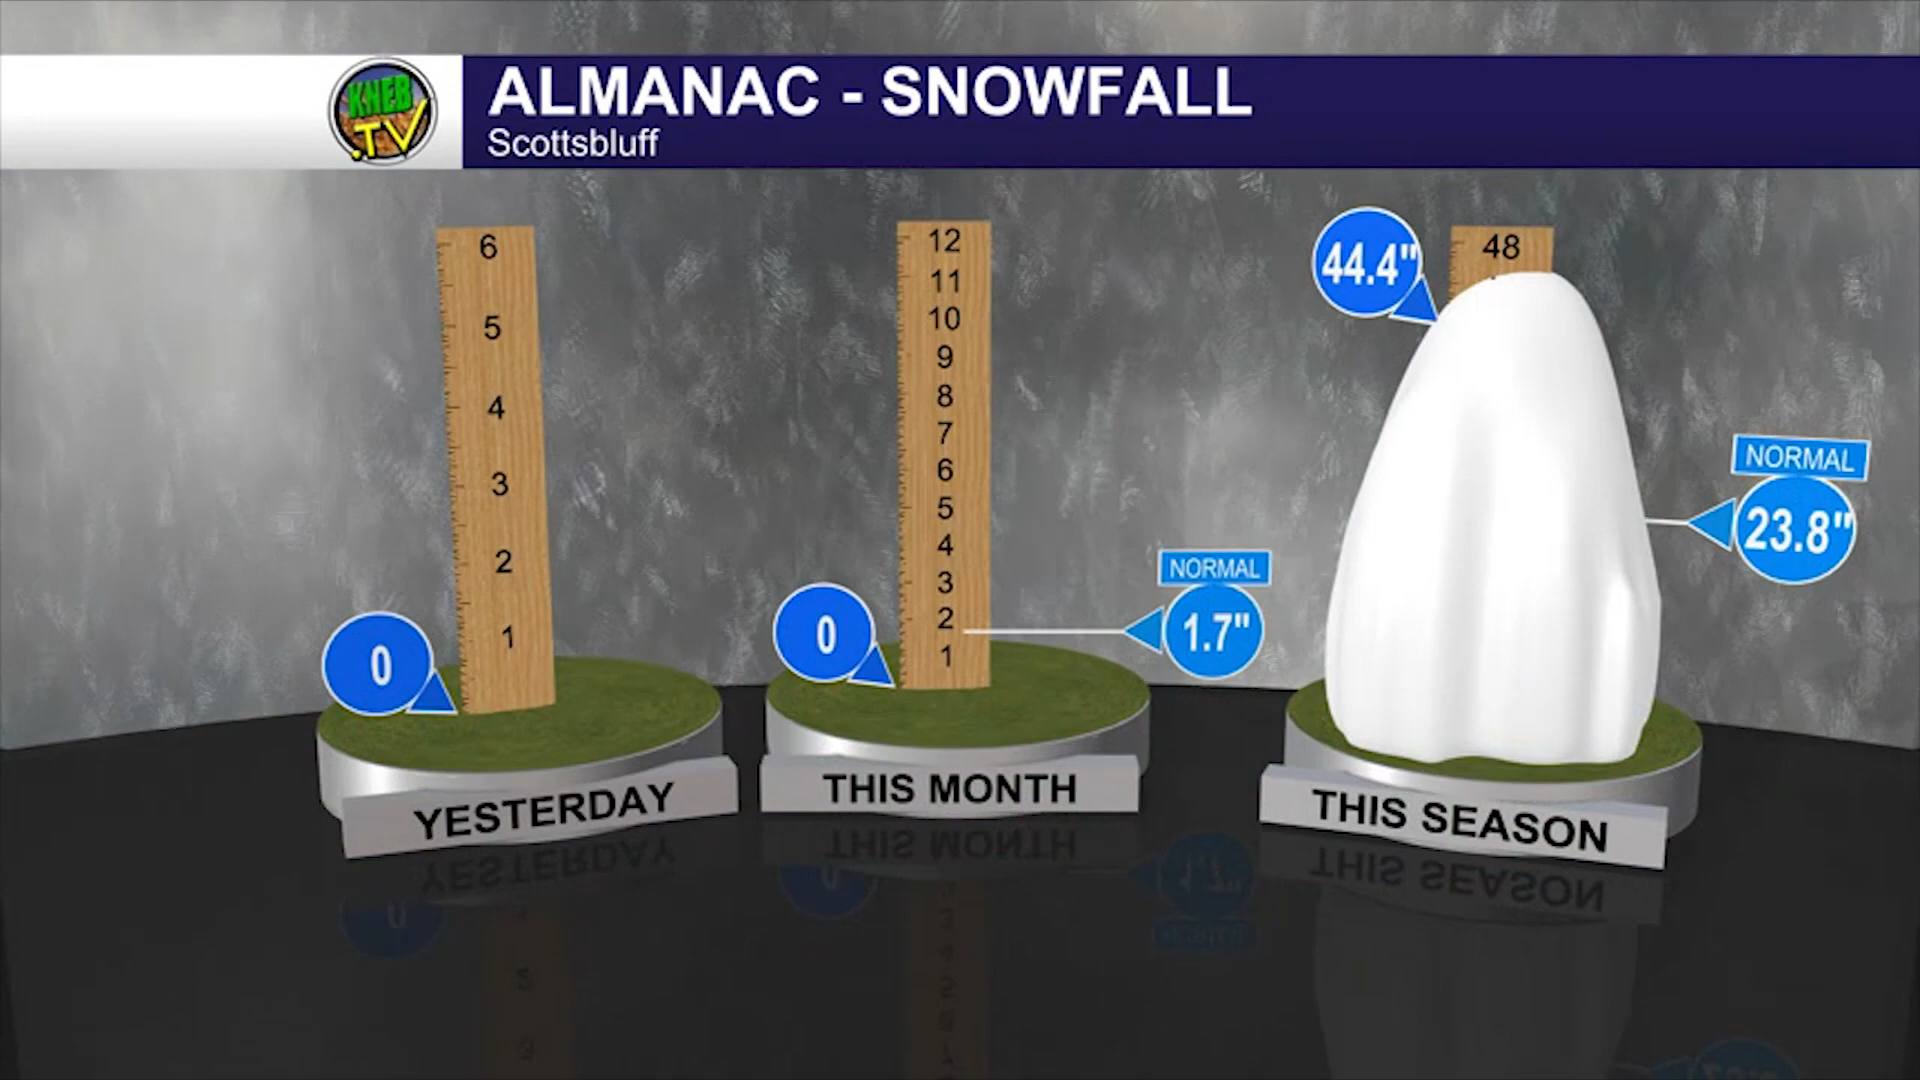 KNEB
.TV
ALMANAC - SNOWFALL
Scottsbluff
6
5
4
3
2
1
0
YESTERDAY
12
11
10
9
8
7
6
5
4
3
2
1
0
NORMAL
1.7"
THIS MONTH
48
44.4"
NORMAL
23.8"
THIS SEASON